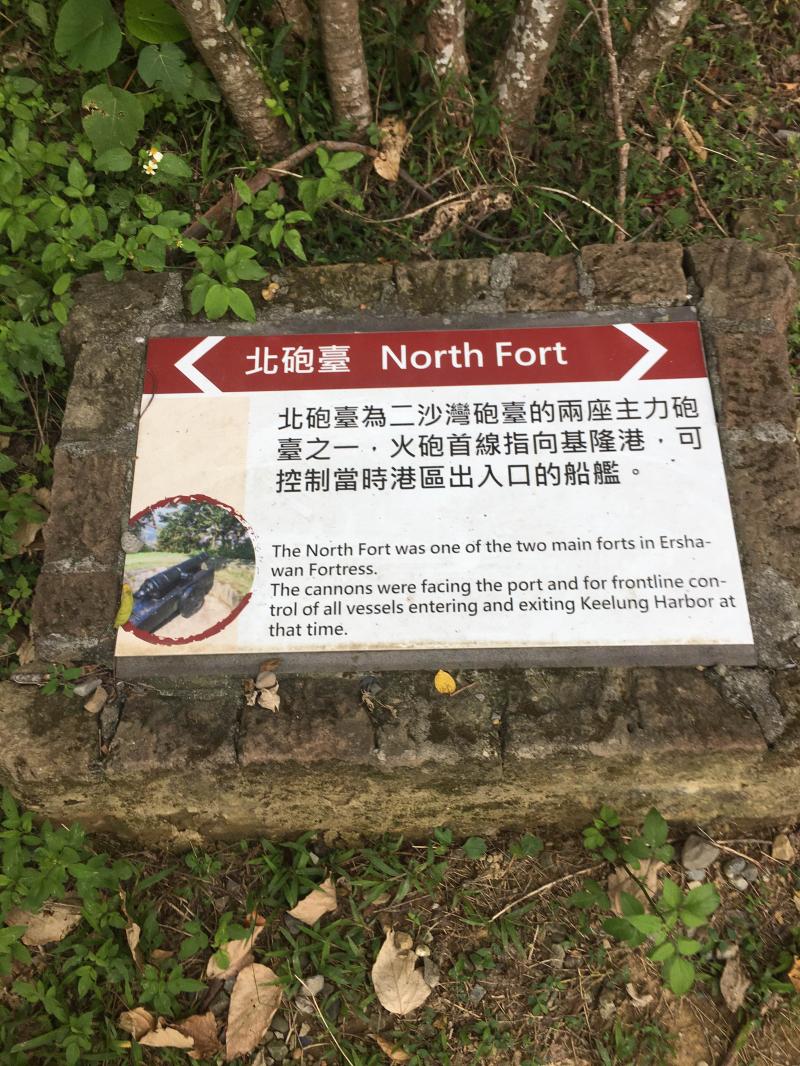 北砲臺 North Fort
北砲臺為二沙灣砲臺的兩座主力砲
臺之一，火砲首線指向基隆港，可
控制當時港區出入口的船艦。
The North Fort was one of the two main forts in Ersha-
wan Fortress.
The cannons were facing the port and for frontline con-
trol of all vessels entering and exiting Keelung Harbor at
that time.